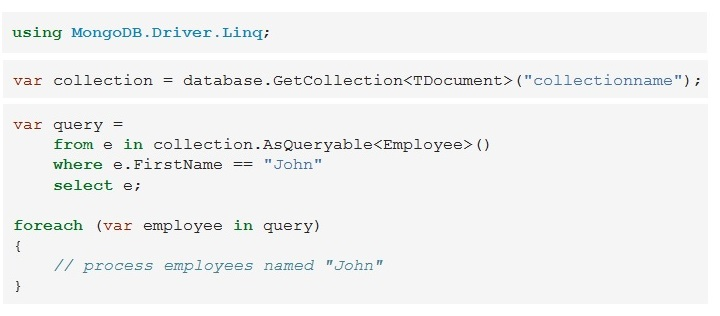 using MongoDB.Driver.Linq;
var collection = database.GetCollection<TDocument>("collectionname");
var query =
    from e in collection.AsQueryable<Employee>()
    where e.FirstName == "John"
    select e;
foreach (var employee in query)
{
    // process employees named "John"
}